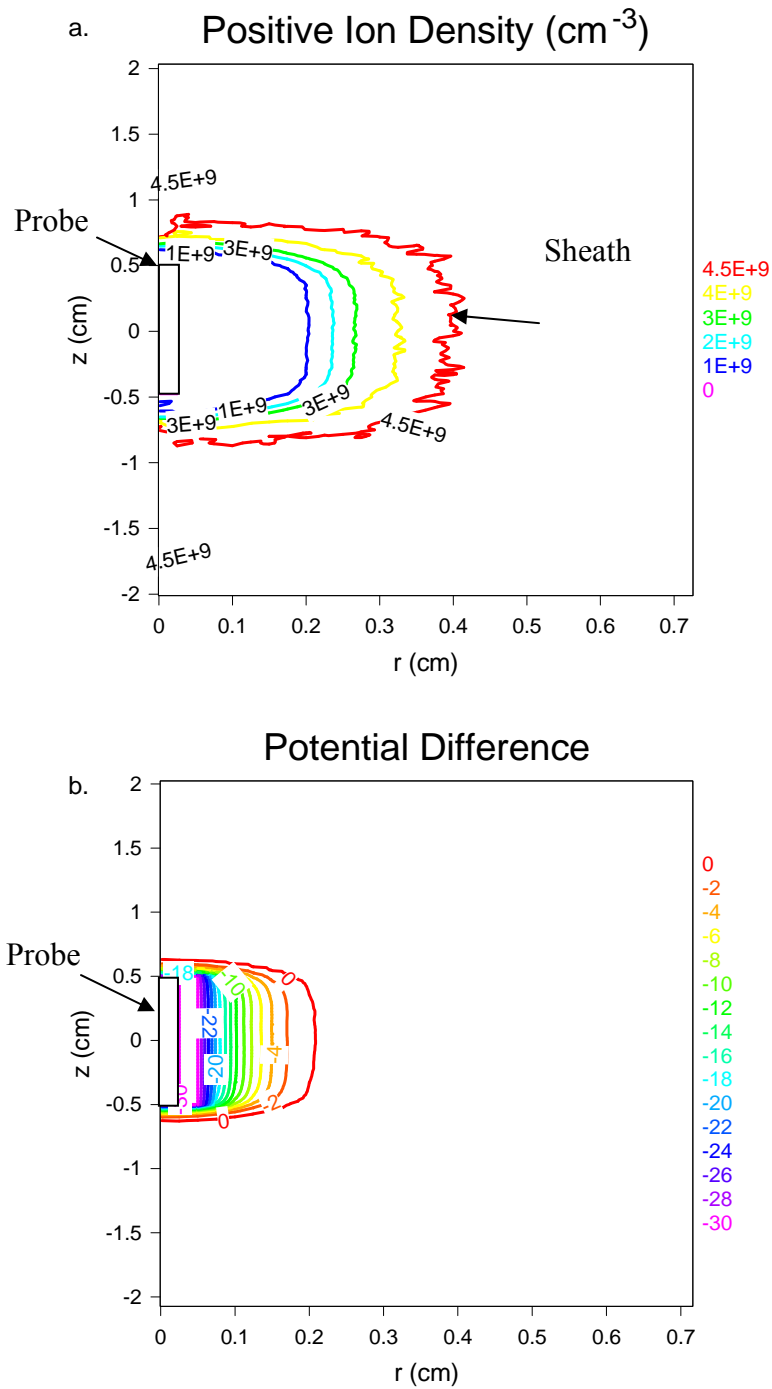 a.
Positive Ion Density (cm-3)
2
1.5
1
0.5
0
-0.5
-1
-1.5
-2
z (cm)
Probe
4.5E+9
1E+9
3E+9
Sheath
1E+9
3E+9
3E+9
4.5E+9
4.5E+9
4.5E+9
4E+9
3E+9
2E+9
1E+9
0
0 0.1 0.2 0.3 0.4 0.5 0.6 0.7
r (cm)
Potential Difference
b.
2
1.5
1
0.5
0
-0.5
-1
-1.5
-2
z (cm)
Probe
-18
-10
0
-22
-20
-4
-30
0
-2
0
-2
-4
-6
-8
-10
-12
-14
-16
-18
-20
-22
-24
-26
-28
-30
0 0.1 0.2 0.3 0.4 0.5 0.6 0.7
r (cm)